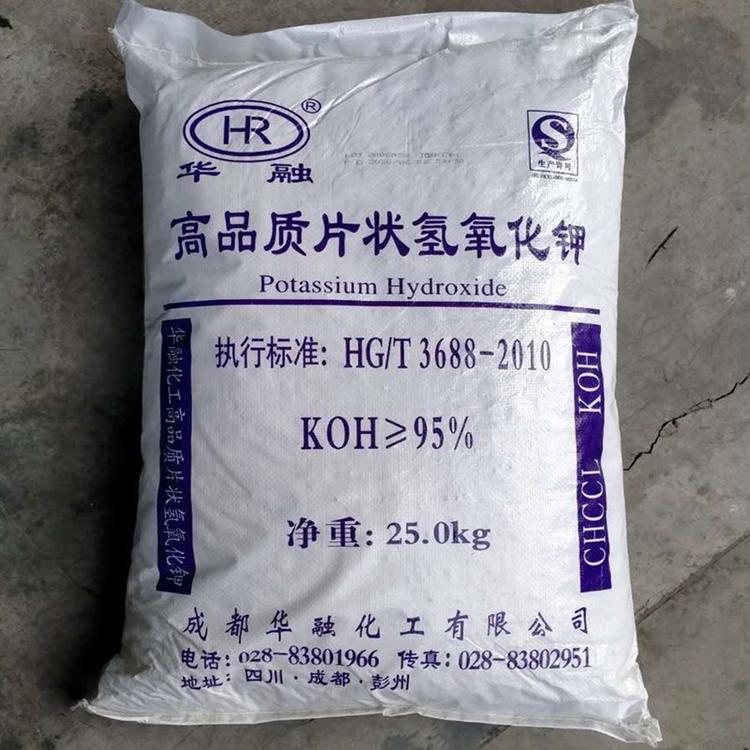 HR®
华融
生产许可
高品质片状氢氧化钾
Potassium Hydroxide
执行标准: HG/T 3688-2010
KOH≥95%
净重: 25.0kg
华融化工高品质片状氢氧化钾
CHCCL KOH
成都华融化工有限公司
电话: 028-83801966 传真: 028-83802951
地址: 四川·成都·彭州